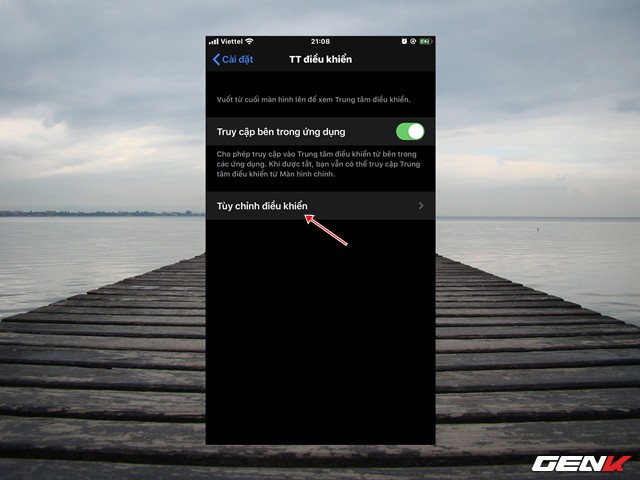 Viettel
21:08
Cài đặt
TT điều khiển
Vuốt từ cuối màn hình lên để xem Trung tâm điều khiển.
Truy cập bên trong ứng dụng
Cho phép truy cập vào Trung tâm điều khiển từ bên trong
các ứng dụng. Khi được tắt, bạn vẫn có thể truy cập Trung
tâm điều khiển từ Màn hình chính.
Tùy chỉnh điều khiển
GENK